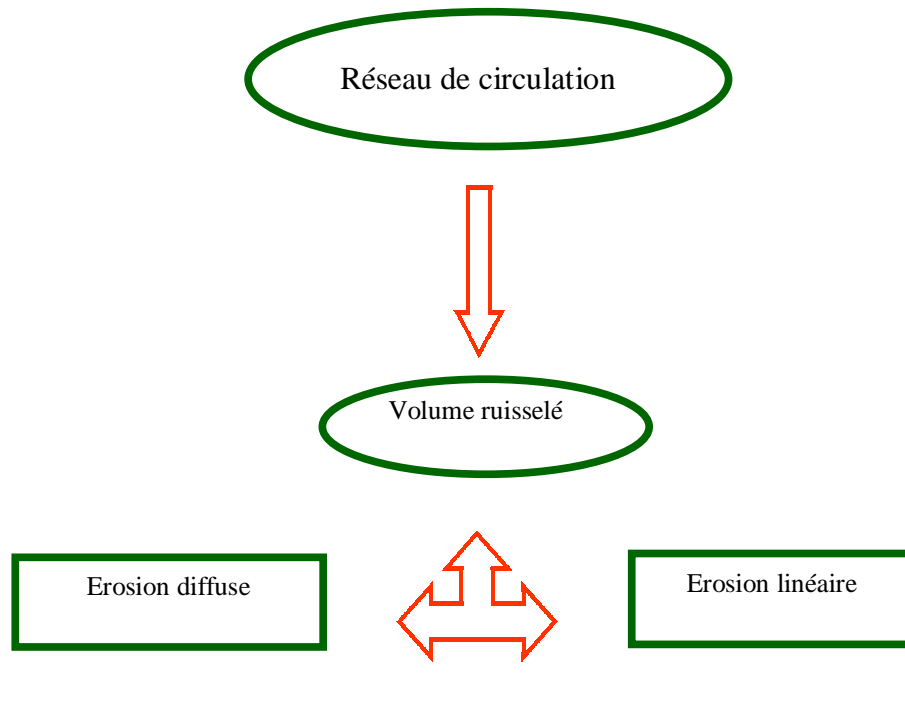 Réseau de circulation
Volume ruisselé
Erosion diffuse
Erosion linéaire